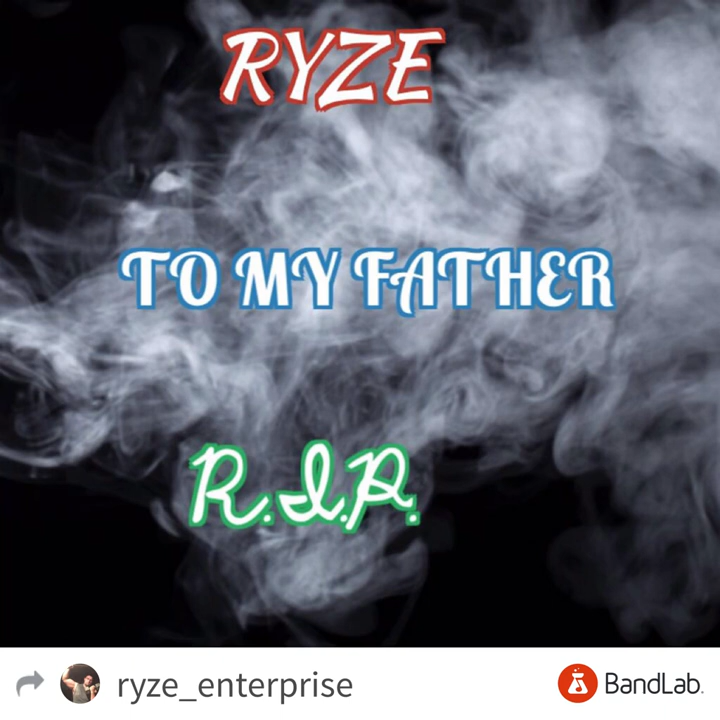 RYZE
TO MY FATHER
R.I.P.
ryze_enterprise
BandLab.